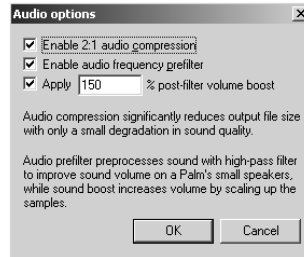 Audio options
Enable 2:1 audio compression
Enable audio frequency prefilter
Apply 150 % post-filter volume boost
Audio compression significantly reduces output file size
with only a small degradation in sound quality.
Audio prefilter preprocesses sound with high-pass filter
to improve sound volume on a Palm's small speakers,
while sound boost increases volume by scaling up the
samples.
OK Cancel